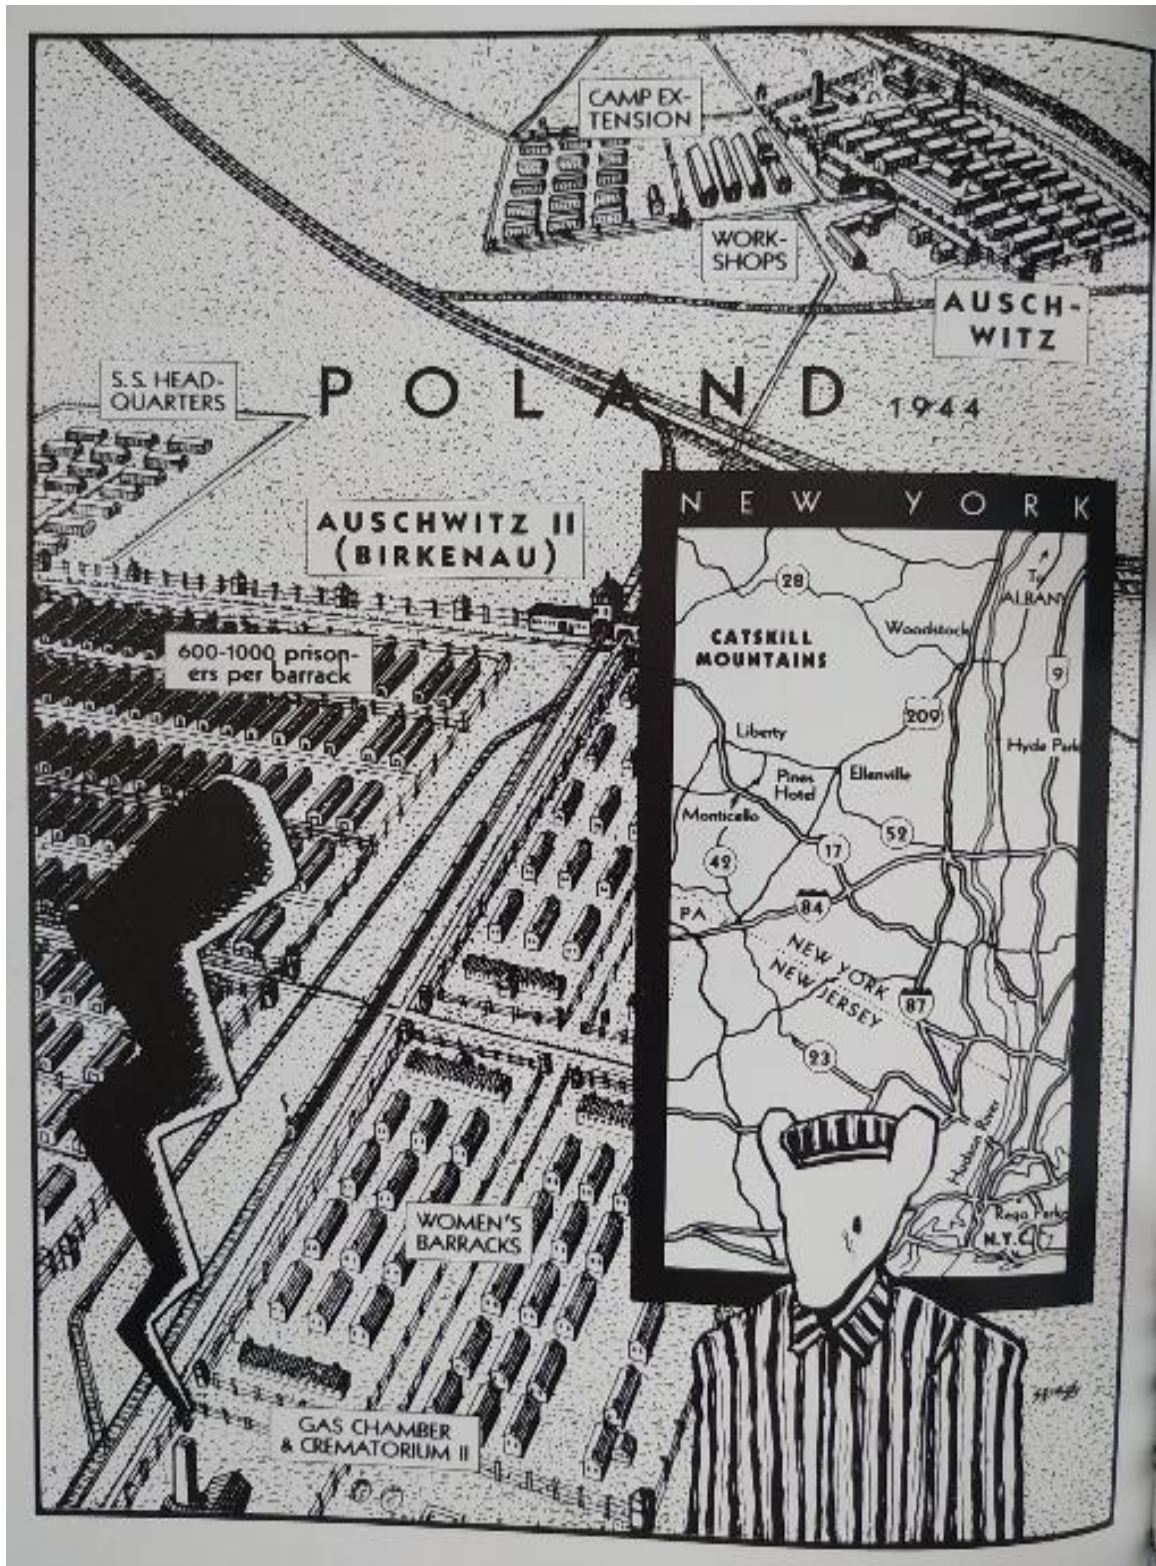 CAMP EX-
TENSION
WORK-
SHOPS
AUSCH-
WITZ
S.S. HEAD-
QUARTERS
POLAND 1944
AUSCHWITZ II
(BIRKENAU)
600-1000 prison-
ers per barrack
WOMEN'S
BARRACKS
GAS CHAMBER
& CREMATORIUM II
NEW YORK
28
To
ALBANY
CATSKILL
MOUNTAINS
Woodstock
9
209
Liberty
Hyde Park
Pines
Hotel
Ellenville
Monticello
52
42
17
84
PA
NEW YORK
NEW JERSEY
87
23
Hudson River
Rego Park
N.Y.C.